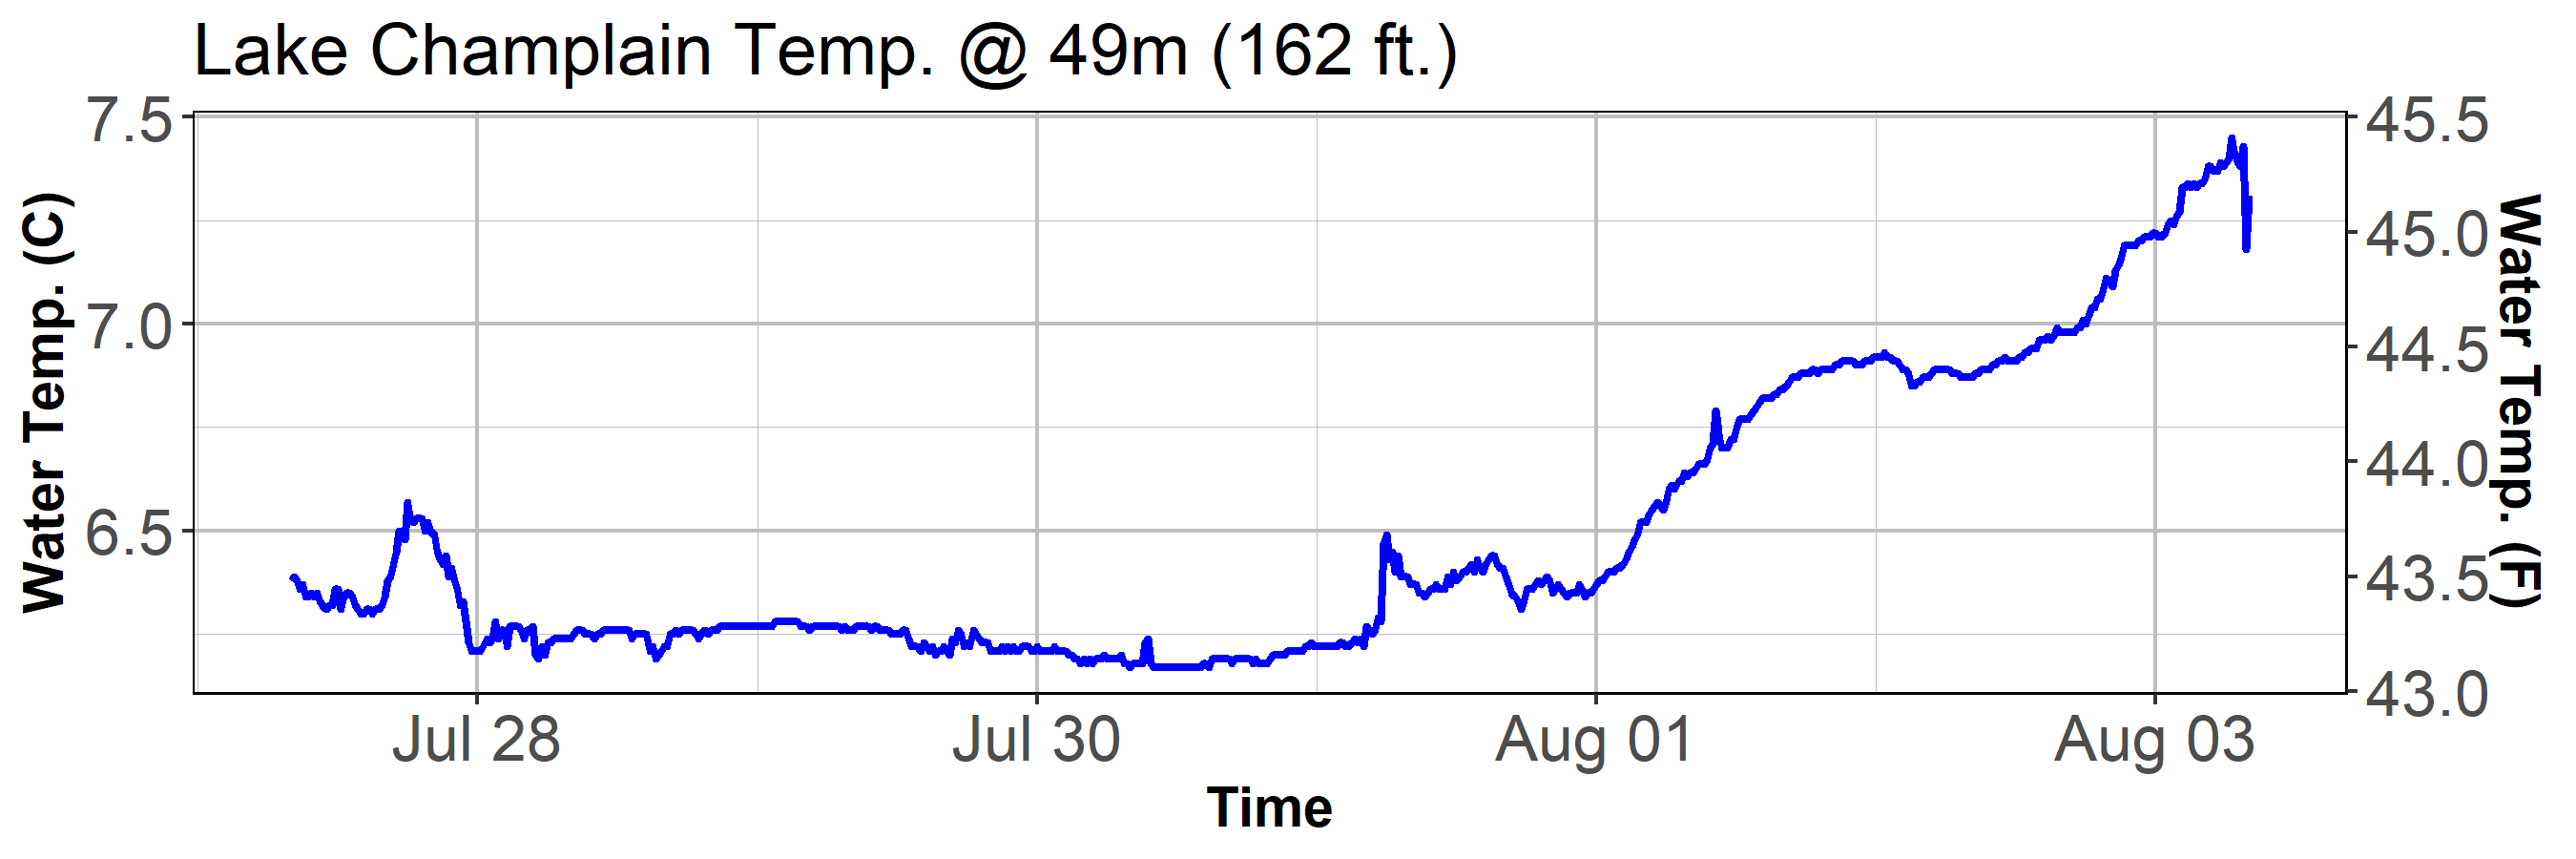 Lake Champlain Temp. @ 49m (162 ft.)
Water Temp. (C)
7.5
7.0
6.5
45.5
45.0
44.5
44.0
43.5
43.0
Water Temp. (F)
Jul 28
Jul 30
Aug 01
Aug 03
Time